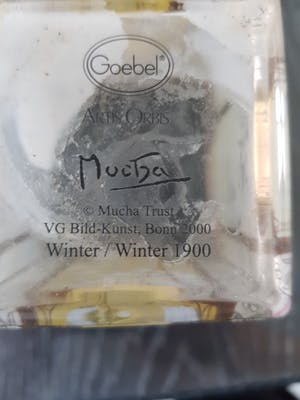 Goebel®
ARTIS ORBIS
Mucha
© Mucha Trust
VG Bild-Kunst, Bonn 2000
Winter / Winter 1900